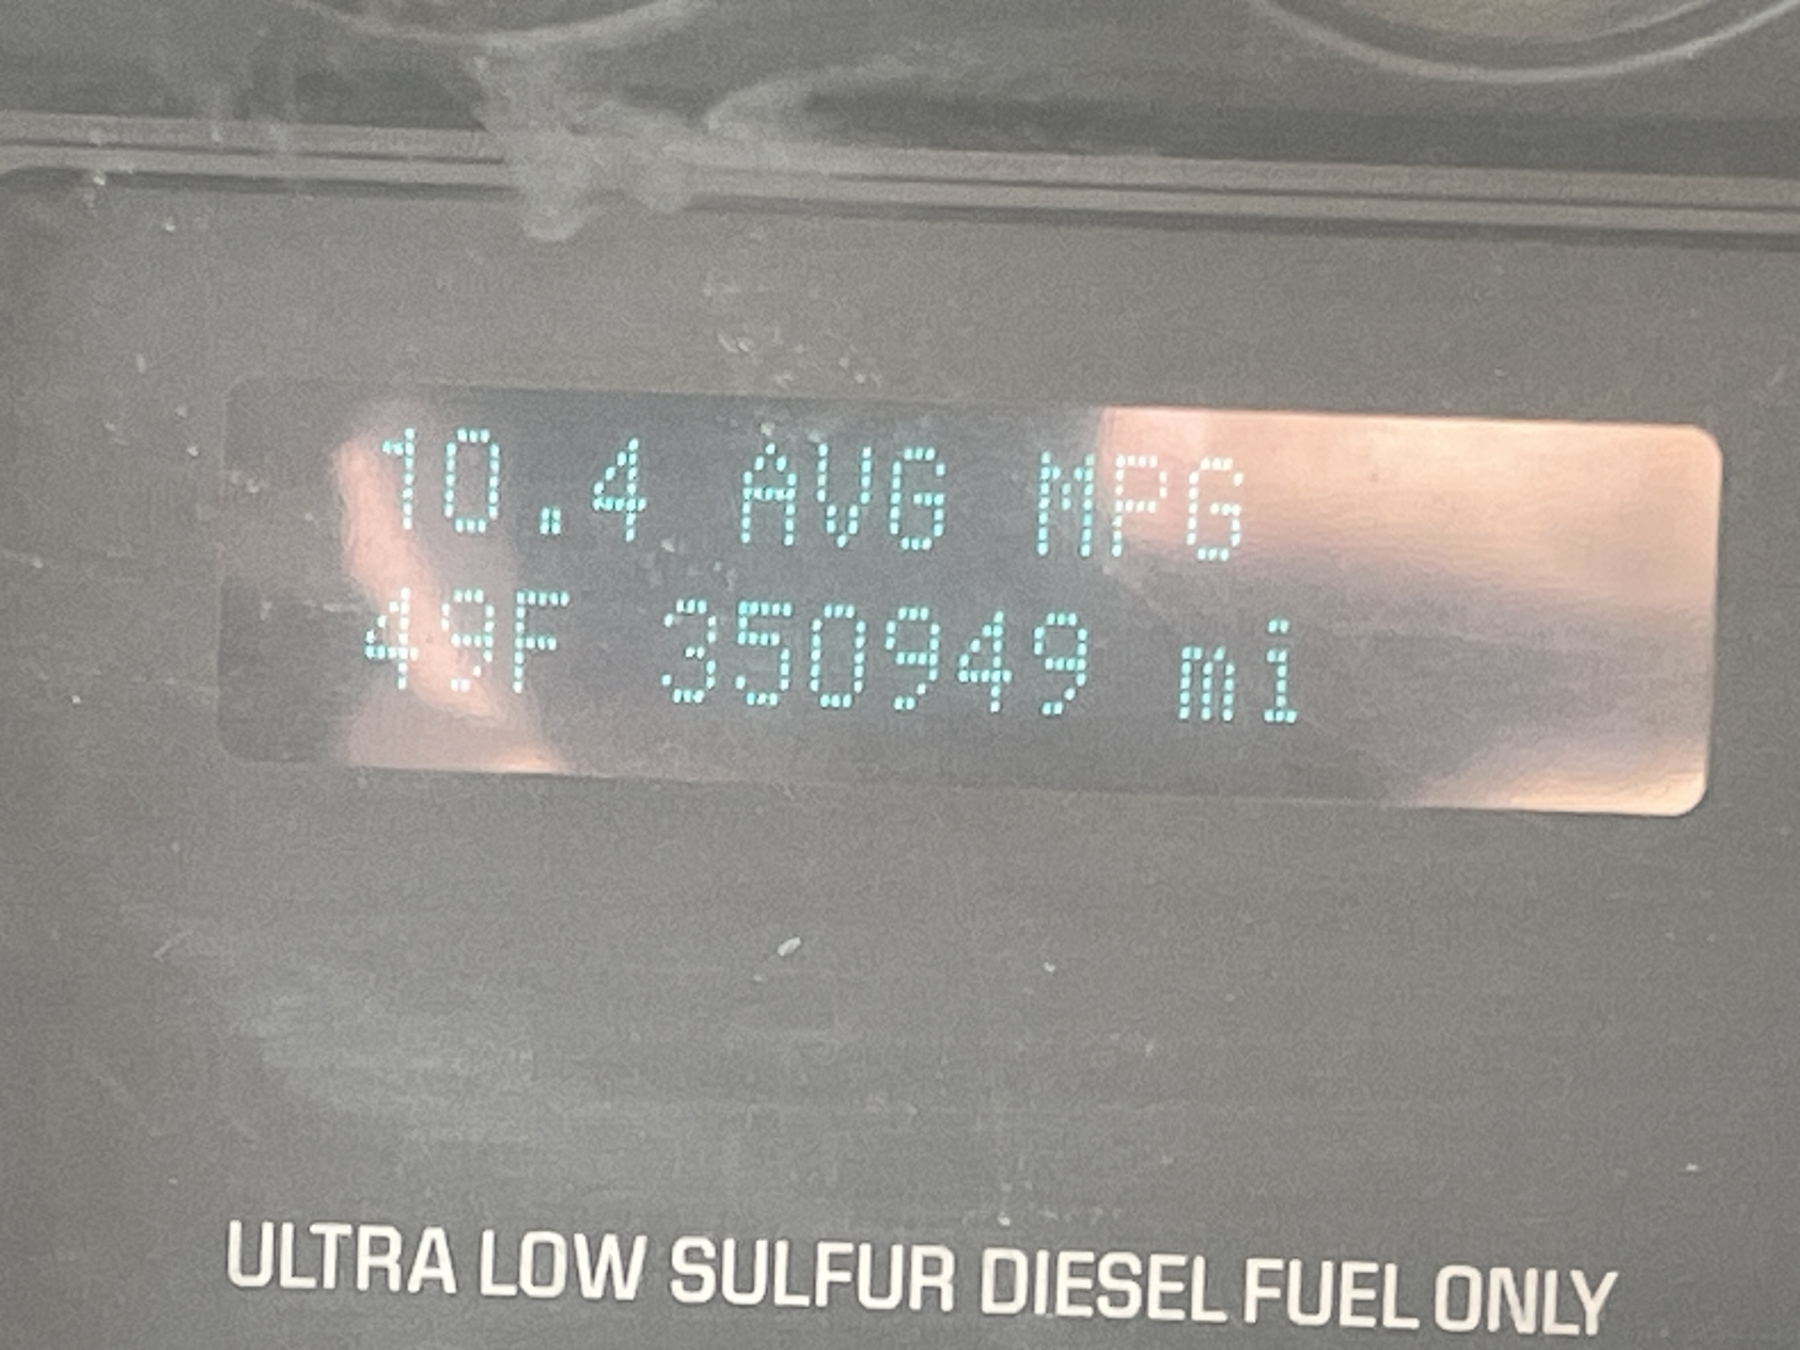 10.4 AVG MPG
49F 350949 mi
ULTRA LOW SULFUR DIESEL FUEL ONLY